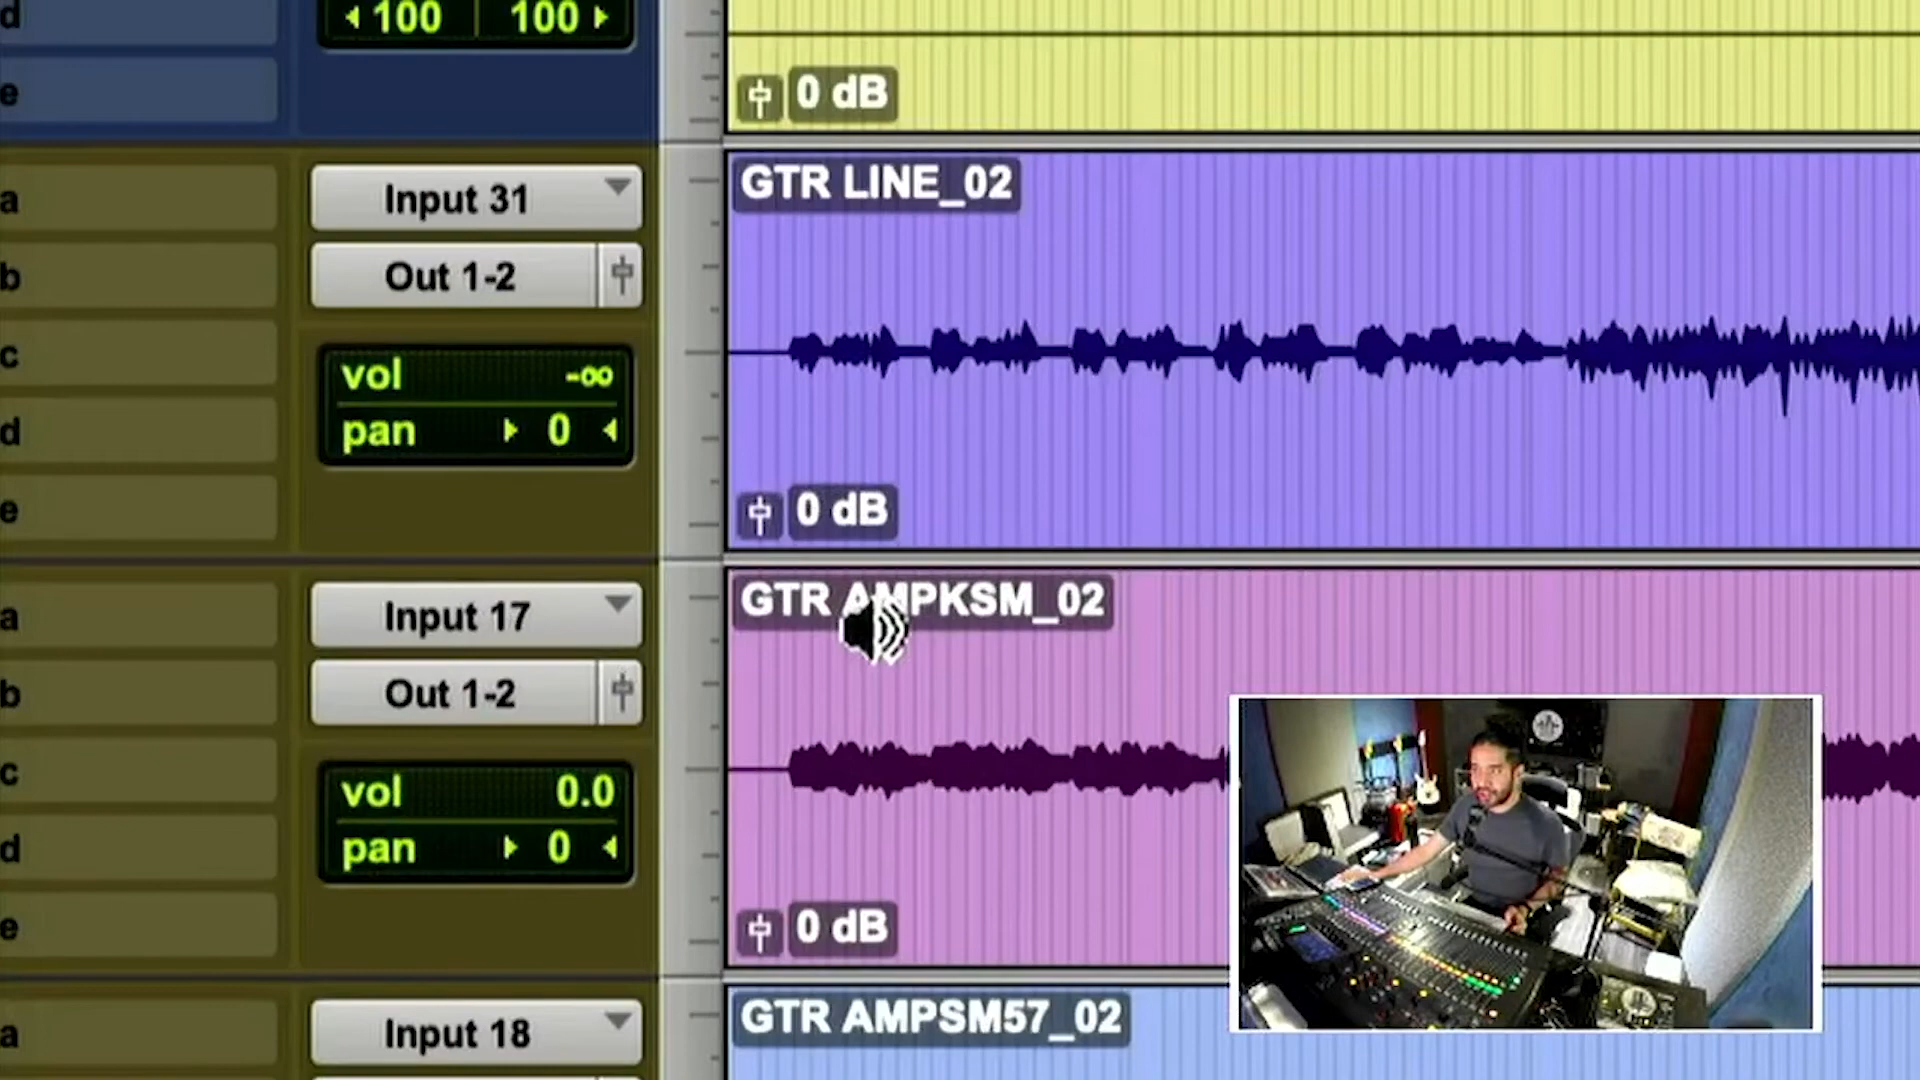 d
100 100
e
0 dB
a
Input 31
GTR LINE_02
b
Out 1-2
c
vol -∞
d
pan 0
e
0 dB
a
Input 17
GTR AMPKSM_02
b
Out 1-2
c
vol 0.0
d
pan 0
e
0 dB
a
Input 18
GTR AMPSM57_02